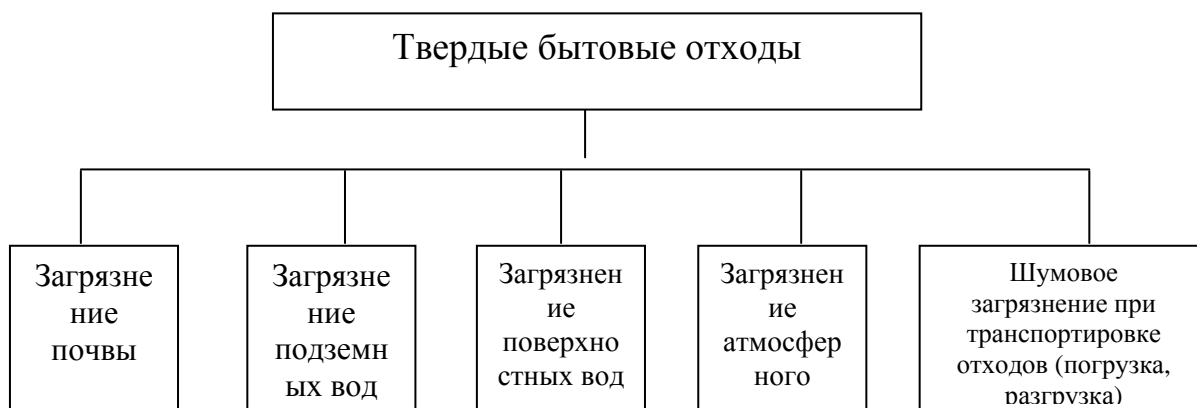 Твердые бытовые отходы
Загрязне
ние
почвы
Загрязне
ние
подземн
ых вод
Загрязнен
ие
поверхно
стных вод
Загрязнен
ие
атмосфер
ного
Шумовое
загрязнение при
транспортировке
отходов (погрузка,
разгрузка)